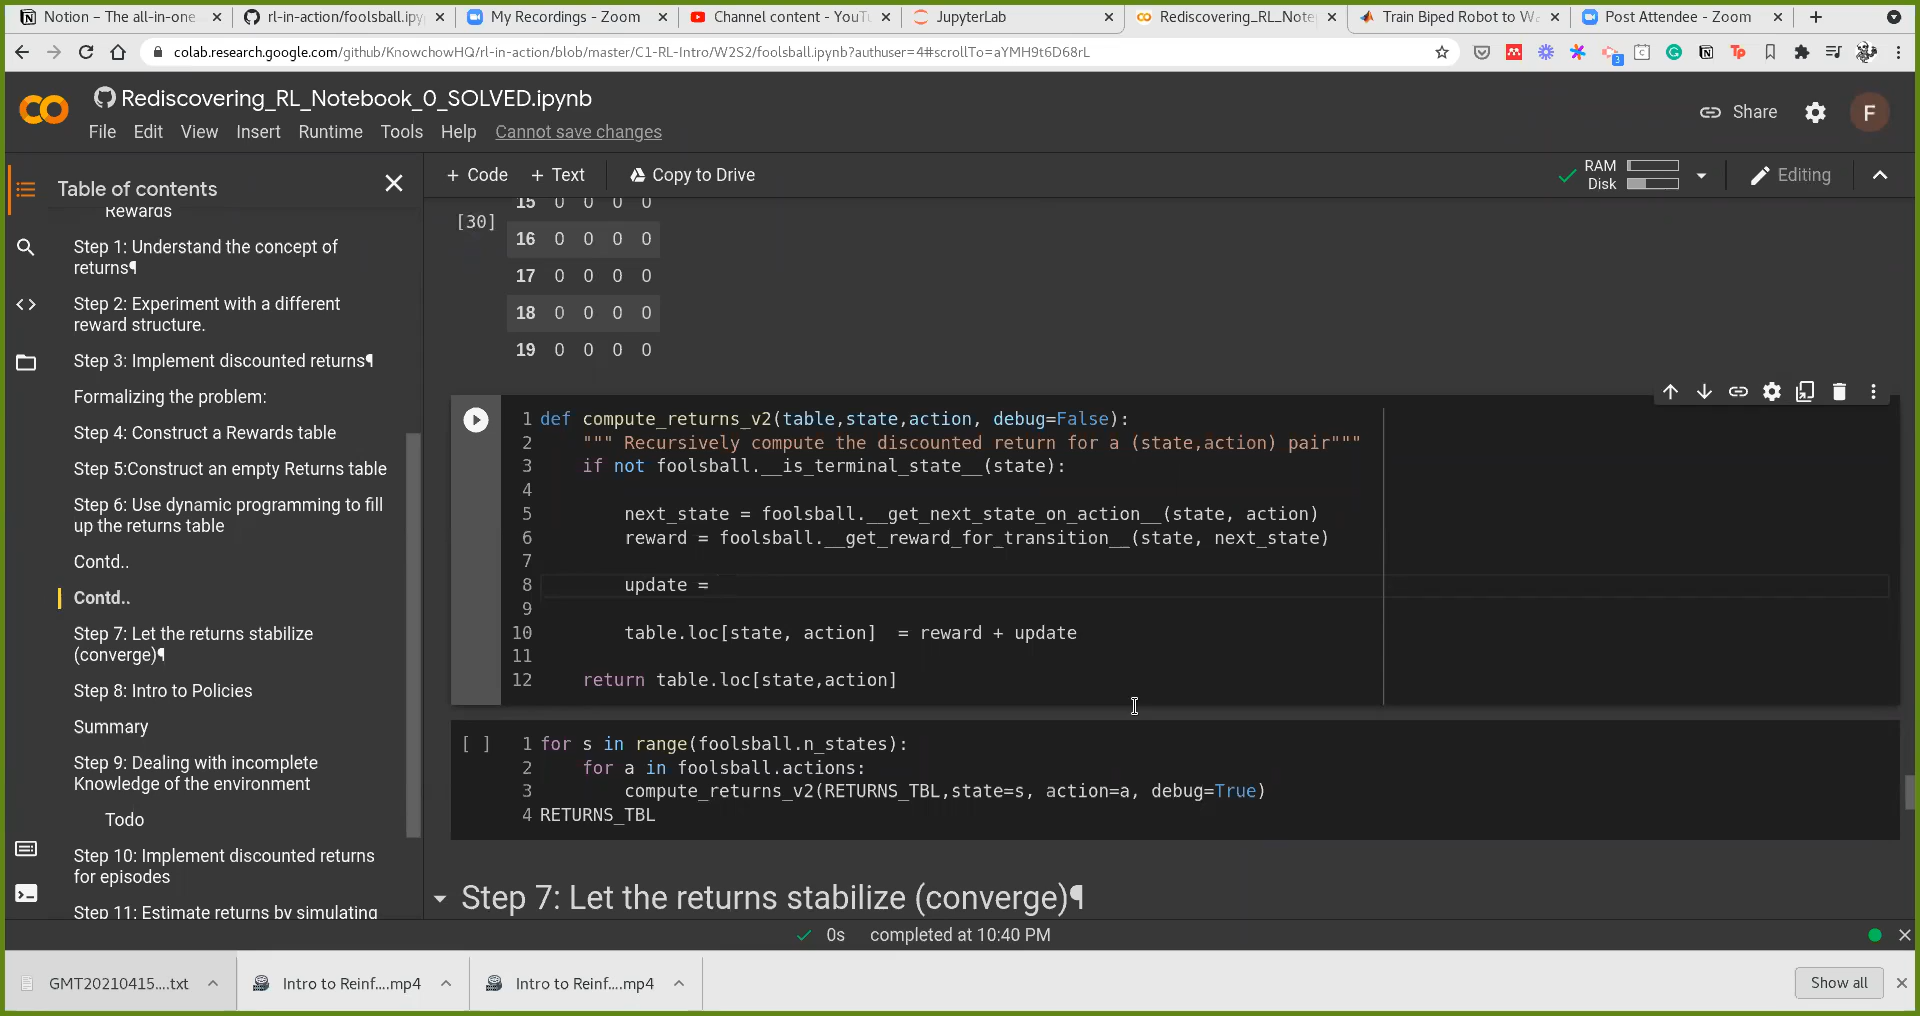 Notion – The all-in-one
rl-in-action/foolsball.ipy
My Recordings - Zoom
Channel content - YouT
JupyterLab
Rediscovering_RL_Note
Train Biped Robot to Wa
Post Attendee - Zoom
colab.research.google.com/github/KnowchowHQ/rl-in-action/blob/master/C1-RL-Intro/W2S2/foolsball.ipynb?authuser=4#scrollTo=aYMH9t6D68rL
Rediscovering_RL_Notebook_0_SOLVED.ipynb
File Edit View Insert Runtime Tools Help Cannot save changes
Share
F
Table of contents
+ Code + Text Copy to Drive
RAM
Disk
Editing
Rewards
Step 1: Understand the concept of
returns¶
Step 2: Experiment with a different
reward structure.
Step 3: Implement discounted returns¶
Formalizing the problem:
Step 4: Construct a Rewards table
Step 5:Construct an empty Returns table
Step 6: Use dynamic programming to fill
up the returns table
Contd..
Contd..
Step 7: Let the returns stabilize
(converge)¶
Step 8: Intro to Policies
Summary
Step 9: Dealing with incomplete
Knowledge of the environment
Todo
Step 10: Implement discounted returns
for episodes
Step 11: Estimate returns by simulating
[30]
15 0 0 0 0
16 0 0 0 0
17 0 0 0 0
18 0 0 0 0
19 0 0 0 0
1 def compute_returns_v2(table,state,action, debug=False):
2 """ Recursively compute the discounted return for a (state,action) pair"""
3 if not foolsball.__is_terminal_state__(state):
4
5 next_state = foolsball.__get_next_state_on_action__(state, action)
6 reward = foolsball.__get_reward_for_transition__(state, next_state)
7
8 update =
9
10 table.loc[state, action]  = reward + update
11
12 return table.loc[state,action]
[ ]
1 for s in range(foolsball.n_states):
2 for a in foolsball.actions:
3 compute_returns_v2(RETURNS_TBL,state=s, action=a, debug=True)
4 RETURNS_TBL
Step 7: Let the returns stabilize (converge)¶
0s completed at 10:40 PM
GMT20210415....txt
Intro to Reinf....mp4
Intro to Reinf....mp4
Show all